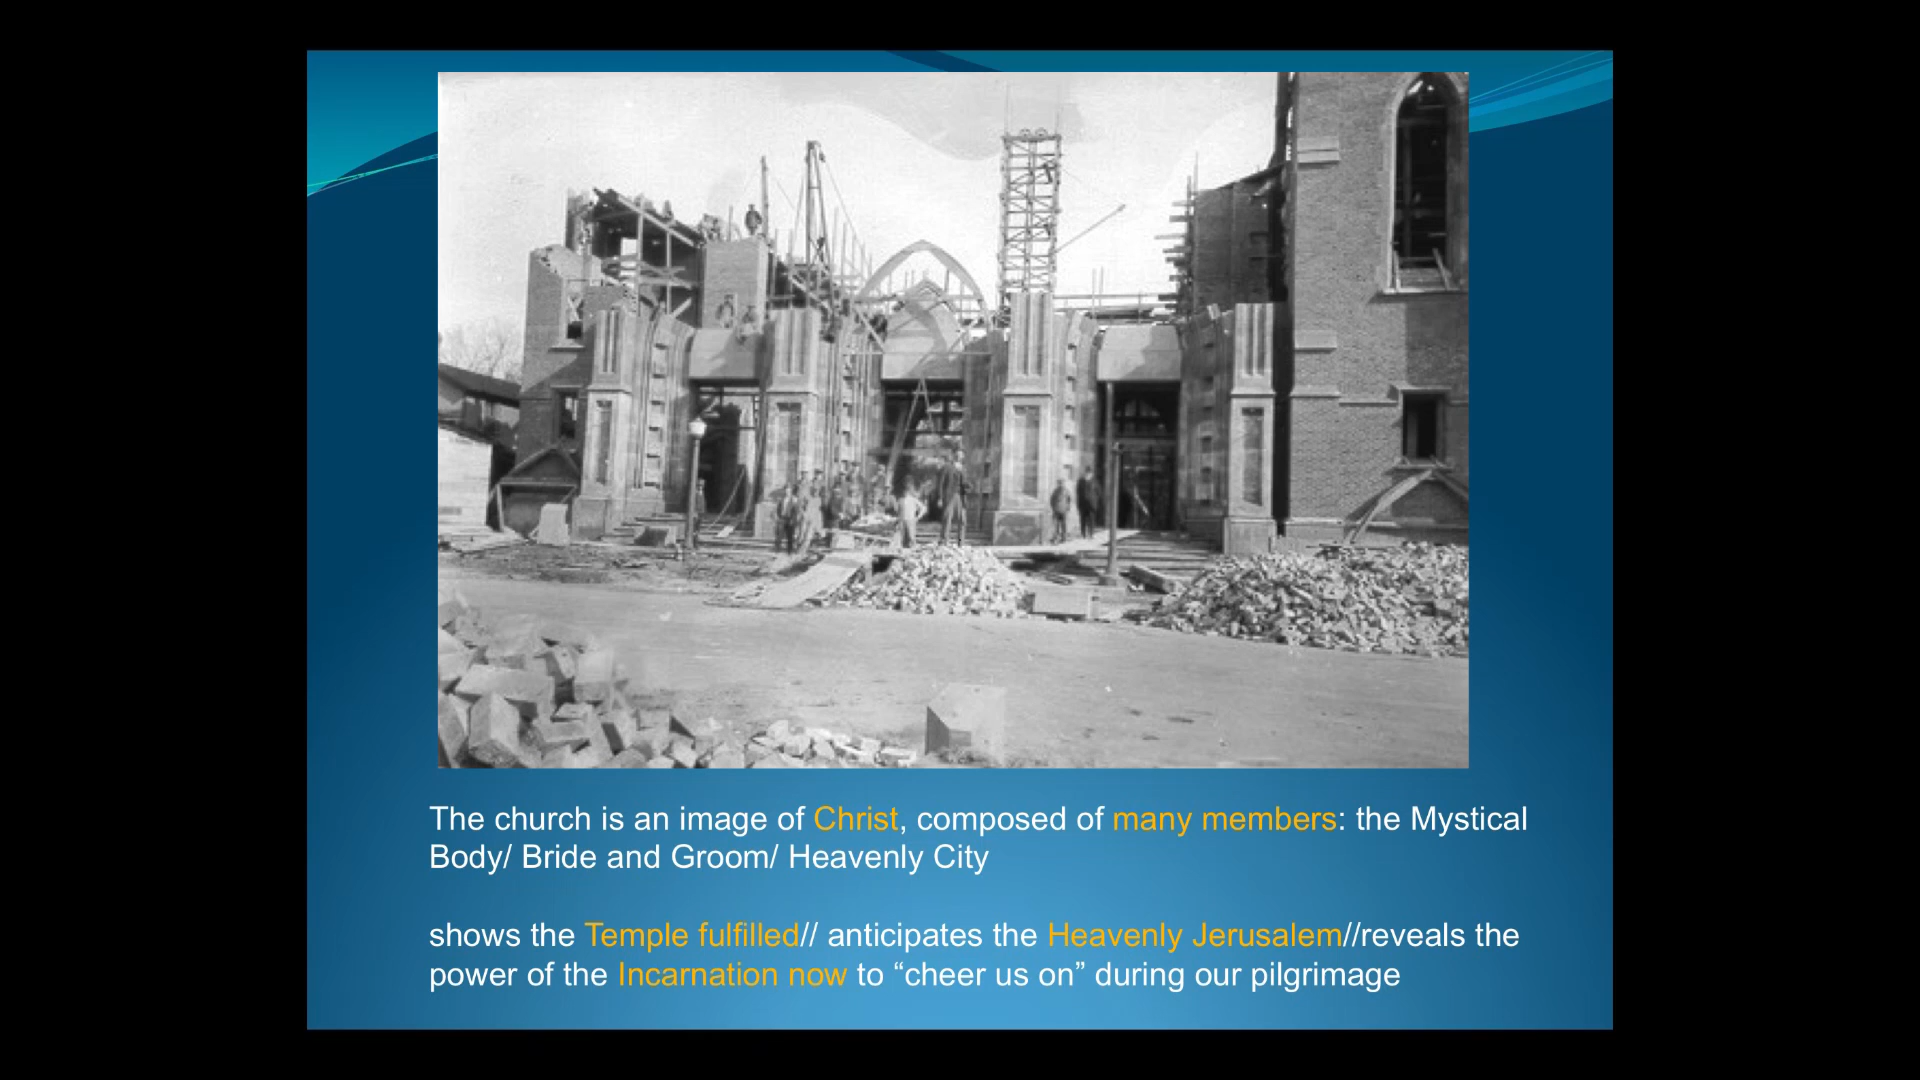 The church is an image of Christ, composed of many members: the Mystical
Body/ Bride and Groom/ Heavenly City
shows the Temple fulfilled// anticipates the Heavenly Jerusalem//reveals the
power of the Incarnation now to “cheer us on” during our pilgrimage